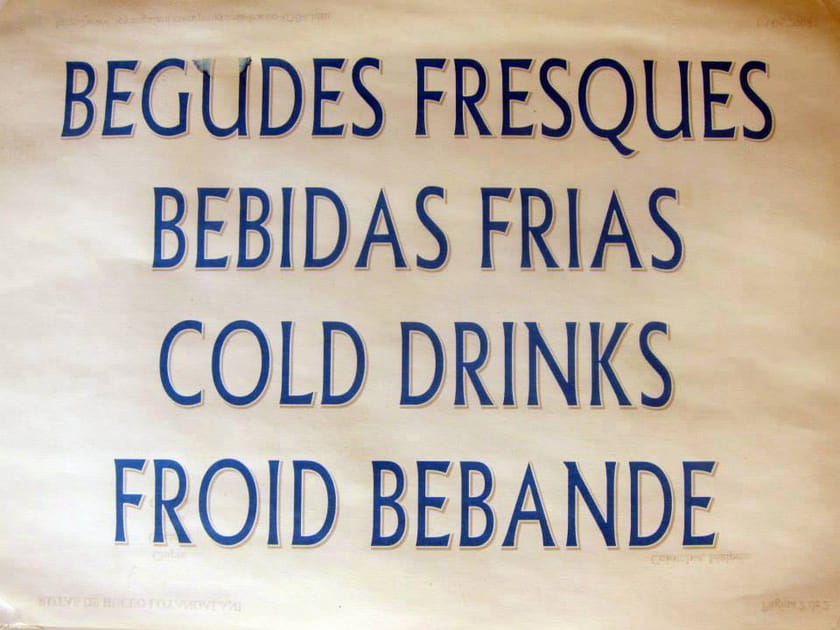 BEGUDES FRESQUES
BEBIDAS FRIAS
COLD DRINKS
FROID BEBANDE